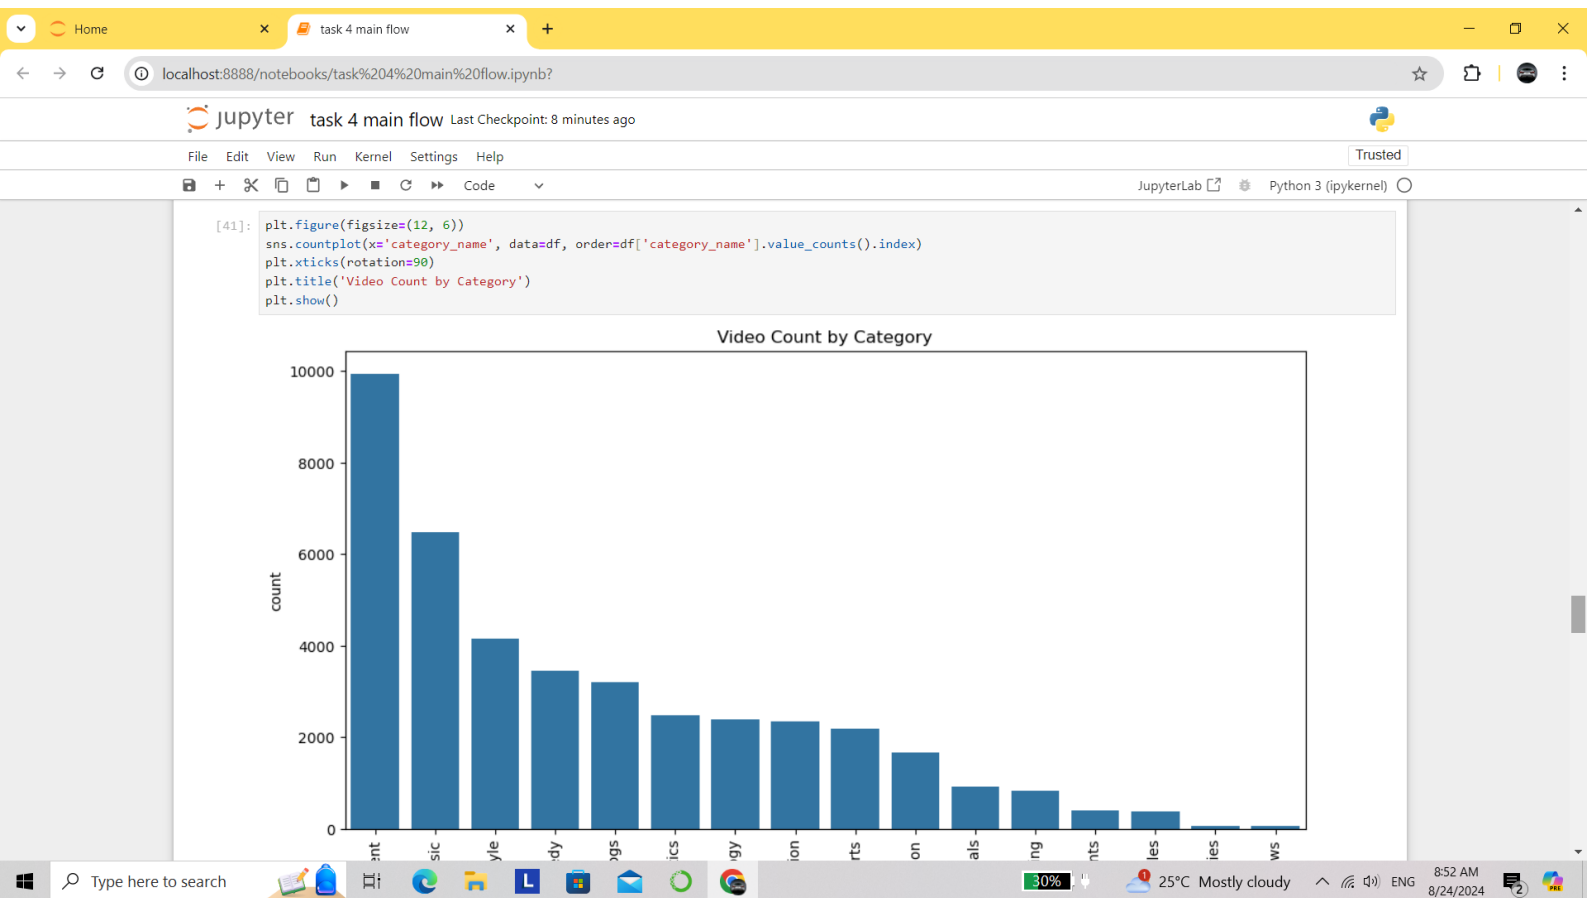 Home
task 4 main flow
localhost:8888/notebooks/task%204%20main%20flow.ipynb?
jupyter task 4 main flow Last Checkpoint: 8 minutes ago
File Edit View Run Kernel Settings Help
Trusted
Code
JupyterLab
Python 3 (ipykernel)
[41]: plt.figure(figsize=(12, 6))
sns.countplot(x='category_name', data=df, order=df['category_name'].value_counts().index)
plt.xticks(rotation=90)
plt.title('Video Count by Category')
plt.show()
Video Count by Category
10000
8000
6000
4000
2000
0
count
ent
sic
yle
edy
ogs
ics
ogy
ion
rts
on
als
ng
nts
les
ies
ws
L
Type here to search
30%
1
25°C Mostly cloudy
ENG
8:52 AM
8/24/2024
2
PRE